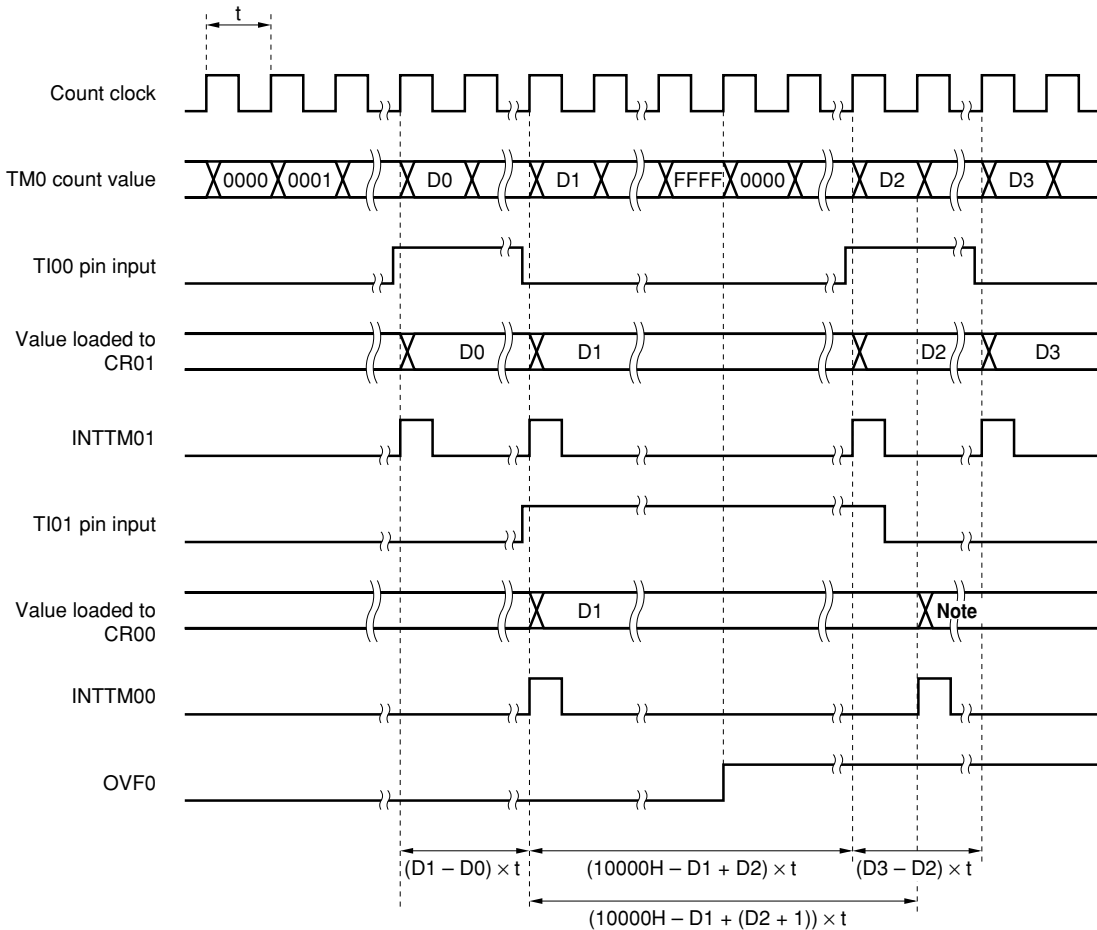 t
Count clock
TM0 count value
0000 0001 D0 D1 FFFF 0000 D2 D3
TI00 pin input
Value loaded to
CR01
D0 D1 D2 D3
INTTM01
TI01 pin input
Value loaded to
CR00
D1 Note
INTTM00
OVF0
(D1 – D0) × t (10000H – D1 + D2) × t (D3 – D2) × t
(10000H – D1 + (D2 + 1)) × t